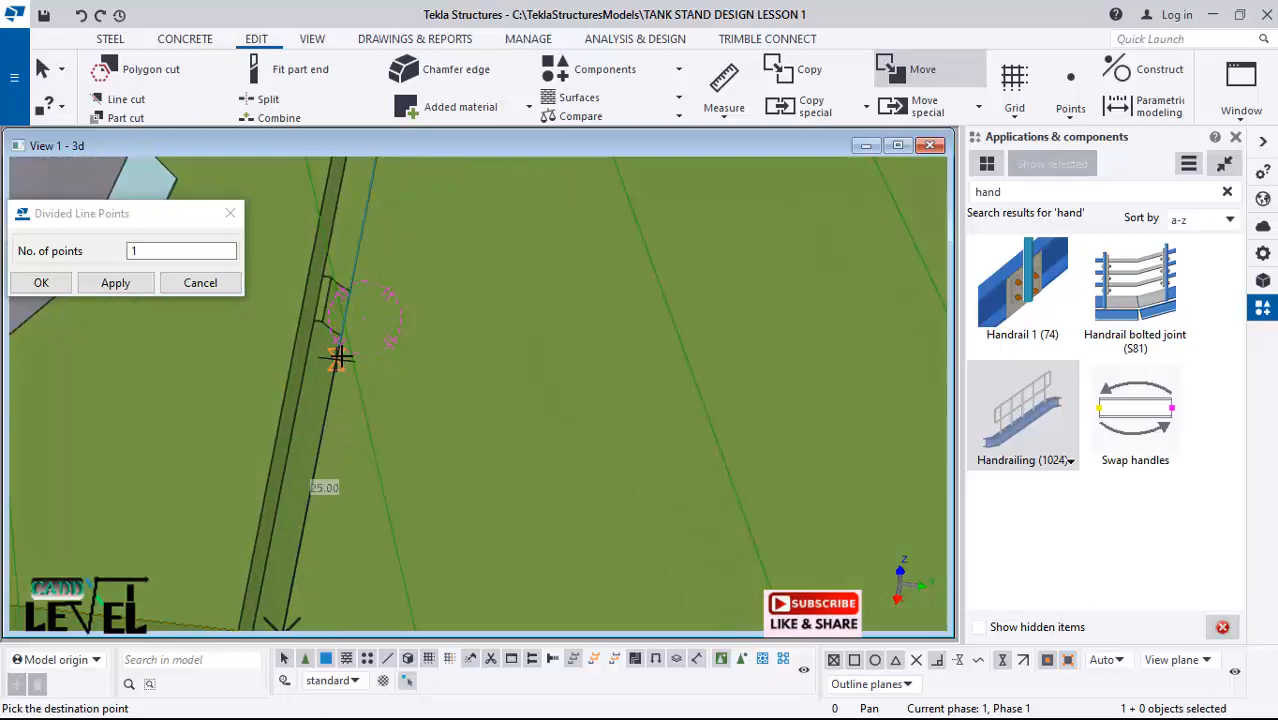 Tekla Structures - C:\TeklaStructuresModels\TANK STAND DESIGN LESSON 1
Log in
STEEL CONCRETE EDIT VIEW DRAWINGS & REPORTS MANAGE ANALYSIS & DESIGN TRIMBLE CONNECT
Quick Launch
Polygon cut
Line cut
Part cut
Fit part end
Split
Combine
Chamfer edge
Added material
Components
Surfaces
Compare
Measure
Copy
Copy special
Move
Move special
Grid
Points
Construct
Parametric modeling
Window
View 1 - 3d
Divided Line Points
No. of points 1
OK Apply Cancel
25.00
z
CADD
LEVEL
SUBSCRIBE
LIKE & SHARE
Applications & components
Show selected
hand
Search results for 'hand'
Sort by a-z
Handrail 1 (74)
Handrail bolted joint (S81)
Handrailing (1024)
Swap handles
Show hidden items
Model origin
Search in model
standard
Auto
View plane
Outline planes
Pick the destination point
0 Pan Current phase: 1, Phase 1 1 + 0 objects selected